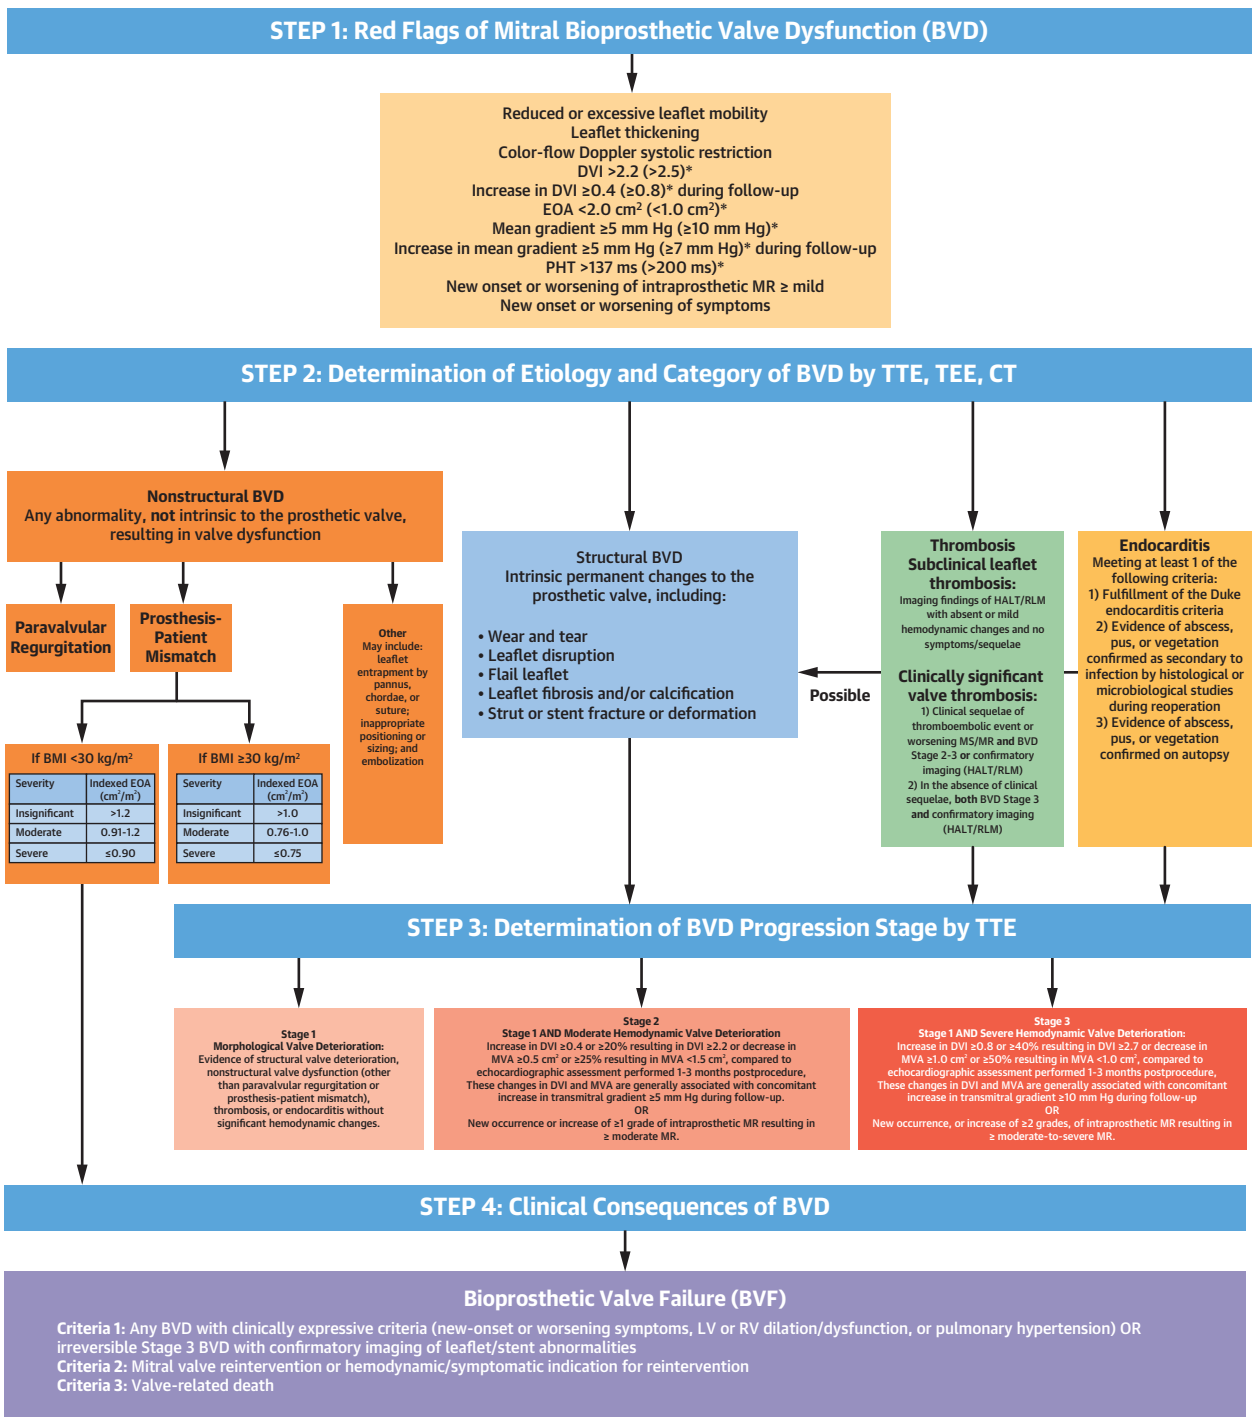 STEP 1: Red Flags of Mitral Bioprosthetic Valve Dysfunction (BVD)
Reduced or excessive leaflet mobility
Leaflet thickening
Color-flow Doppler systolic restriction
DVI >2.2 (>2.5)*
Increase in DVI ≥0.4 (≥0.8)* during follow-up
EOA <2.0 cm² (<1.0 cm²)*
Mean gradient ≥5 mm Hg (≥10 mm Hg)*
Increase in mean gradient ≥5 mm Hg (≥7 mm Hg)* during follow-up
PHT >137 ms (>200 ms)*
New onset or worsening of intraprosthetic MR ≥ mild
New onset or worsening of symptoms
STEP 2: Determination of Etiology and Category of BVD by TTE, TEE, CT
Nonstructural BVD
Any abnormality, not intrinsic to the prosthetic valve,
resulting in valve dysfunction
Paravalvular
Regurgitation
Prosthesis-
Patient
Mismatch
Other
May include:
leaflet
entrapment by
pannus,
chordae, or
suture;
inappropriate
positioning or
sizing; and
embolization
If BMI <30 kg/m²
Severity Indexed EOA
(cm²/m²)
Insignificant >1.2
Moderate 0.91-1.2
Severe ≤0.90
If BMI ≥30 kg/m²
Severity Indexed EOA
(cm²/m²)
Insignificant >1.0
Moderate 0.76-1.0
Severe ≤0.75
Structural BVD
Intrinsic permanent changes to the
prosthetic valve, including:
• Wear and tear
• Leaflet disruption
• Flail leaflet
• Leaflet fibrosis and/or calcification
• Strut or stent fracture or deformation
Possible
Thrombosis
Subclinical leaflet
thrombosis:
Imaging findings of HALT/RLM
with absent or mild
hemodynamic changes and no
symptoms/sequelae
Clinically significant
valve thrombosis:
1) Clinical sequelae of
thromboembolic event or
worsening MS/MR and BVD
Stage 2-3 or confirmatory
imaging (HALT/RLM)
2) In the absence of clinical
sequelae, both BVD Stage 3
and confirmatory imaging
(HALT/RLM)
Endocarditis
Meeting at least 1 of the
following criteria:
1) Fulfillment of the Duke
endocarditis criteria
2) Evidence of abscess,
pus, or vegetation
confirmed as secondary to
infection by histological or
microbiological studies
during reoperation
3) Evidence of abscess,
pus, or vegetation
confirmed on autopsy
STEP 3: Determination of BVD Progression Stage by TTE
Stage 1
Morphological Valve Deterioration:
Evidence of structural valve deterioration,
nonstructural valve dysfunction (other
than paravalvular regurgitation or
prosthesis-patient mismatch),
thrombosis, or endocarditis without
significant hemodynamic changes.
Stage 2
Stage 1 AND Moderate Hemodynamic Valve Deterioration
Increase in DVI ≥0.4 or ≥20% resulting in DVI ≥2.2 or decrease in
MVA ≥0.5 cm² or ≥25% resulting in MVA <1.5 cm², compared to
echocardiographic assessment performed 1-3 months postprocedure,
These changes in DVI and MVA are generally associated with concomitant
increase in transmitral gradient ≥5 mm Hg during follow-up.
OR
New occurrence or increase of ≥1 grade of intraprosthetic MR resulting in
≥ moderate MR.
Stage 3
Stage 1 AND Severe Hemodynamic Valve Deterioration:
Increase in DVI ≥0.8 or ≥40% resulting in DVI ≥2.7 or decrease in
MVA ≥1.0 cm² or ≥50% resulting in MVA <1.0 cm², compared to
echocardiographic assessment performed 1-3 months postprocedure,
These changes in DVI and MVA are generally associated with concomitant
increase in transmitral gradient ≥10 mm Hg during follow-up
OR
New occurrence, or increase of ≥2 grades, of intraprosthetic MR resulting in
≥ moderate-to-severe MR.
STEP 4: Clinical Consequences of BVD
Bioprosthetic Valve Failure (BVF)
Criteria 1: Any BVD with clinically expressive criteria (new-onset or worsening symptoms, LV or RV dilation/dysfunction, or pulmonary hypertension) OR
irreversible Stage 3 BVD with confirmatory imaging of leaflet/stent abnormalities
Criteria 2: Mitral valve reintervention or hemodynamic/symptomatic indication for reintervention
Criteria 3: Valve-related death